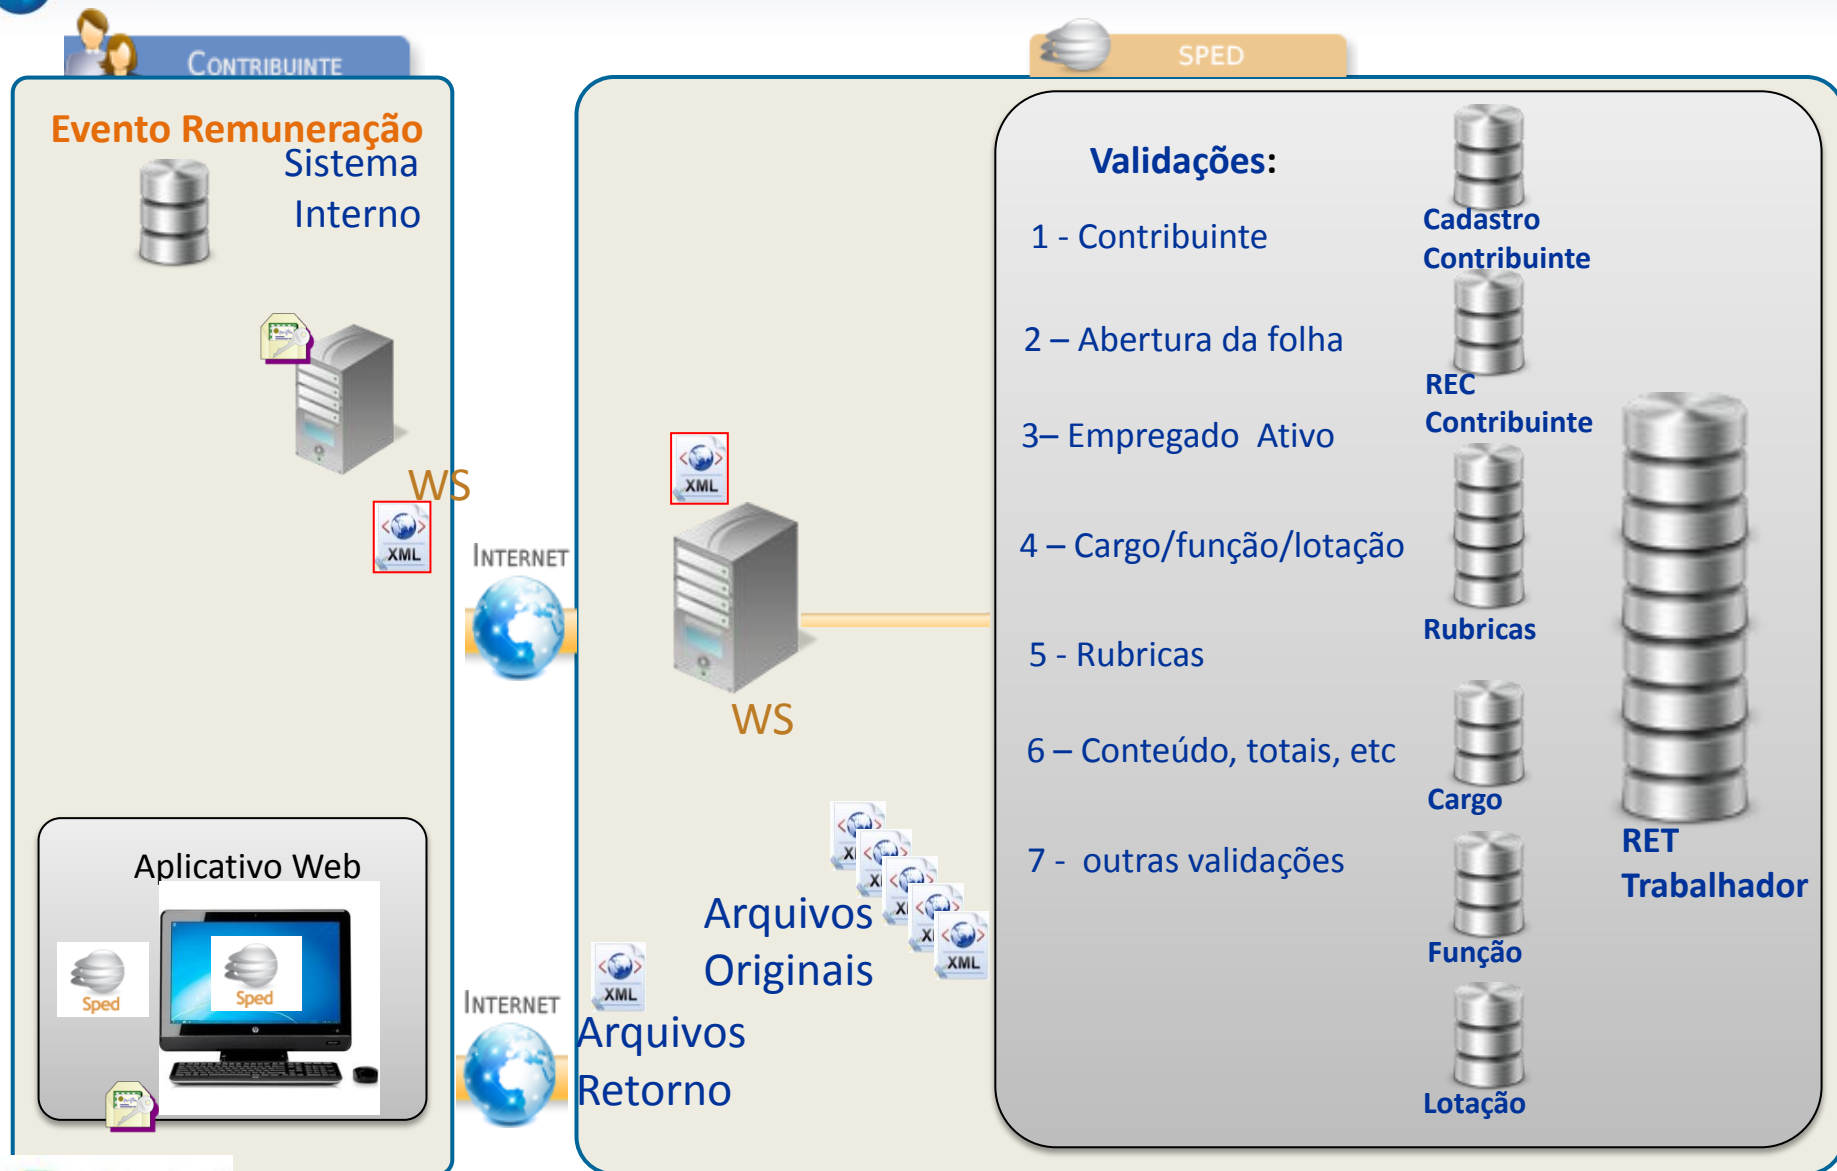 CONTRIBUINTE
SPED
Evento Remuneração
Sistema
Interno
WS
XML
INTERNET
Aplicativo Web
Sped
Sped
INTERNET
XML
WS
Arquivos
Originais
XML
XML
Arquivos
Retorno
Validações:
1 - Contribuinte
2 – Abertura da folha
3– Empregado  Ativo
4 – Cargo/função/lotação
5 - Rubricas
6 – Conteúdo, totais, etc
7 -  outras validações
Cadastro
Contribuinte
REC
Contribuinte
Rubricas
Cargo
Função
Lotação
RET
Trabalhador